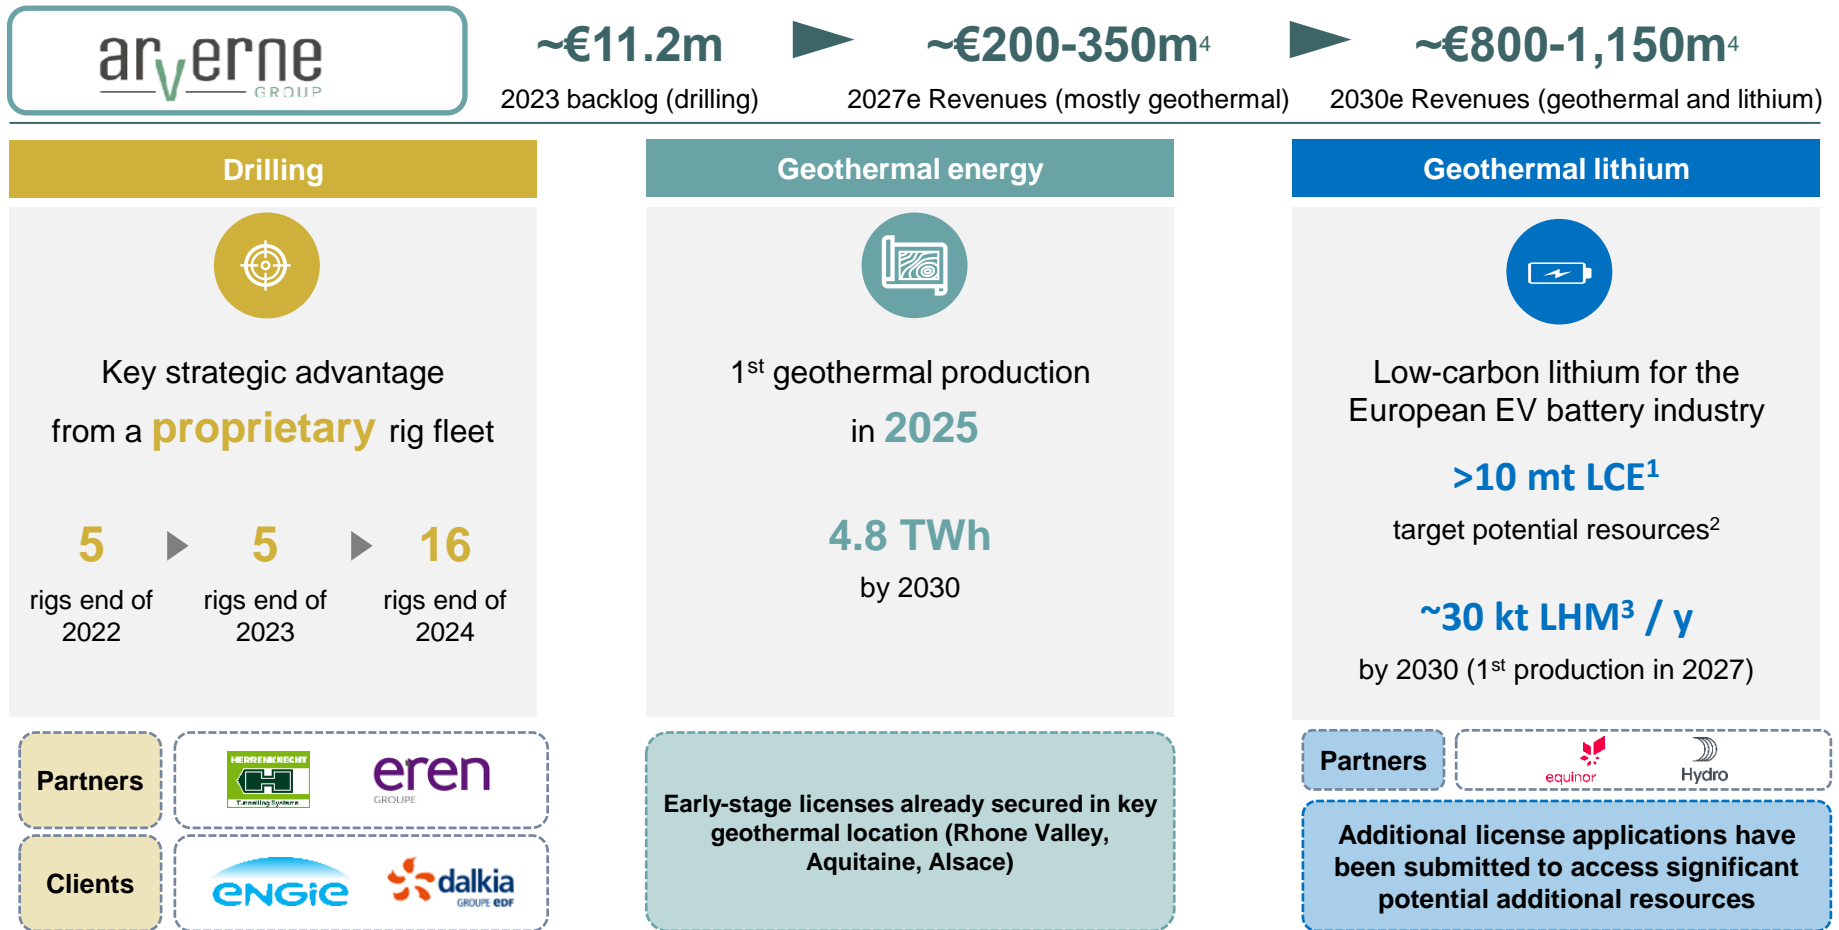 arverne
GROUP
~€11.2m
2023 backlog (drilling)
~€200-350m4
2027e Revenues (mostly geothermal)
~€800-1,150m4
2030e Revenues (geothermal and lithium)
Drilling
Key strategic advantage
from a proprietary rig fleet
5
rigs end of
2022
5
rigs end of
2023
16
rigs end of
2024
Partners
HERRENKNECHT
Tunnelling Systems
eren
GROUPE
Clients
ENGIE
dalkia
GROUPE EDF
Geothermal energy
1st geothermal production
in 2025
4.8 TWh
by 2030
Early-stage licenses already secured in key
geothermal location (Rhone Valley,
Aquitaine, Alsace)
Geothermal lithium
Low-carbon lithium for the
European EV battery industry
>10 mt LCE1
target potential resources2
~30 kt LHM3 / y
by 2030 (1st production in 2027)
Partners
equinor
Hydro
Additional license applications have
been submitted to access significant
potential additional resources